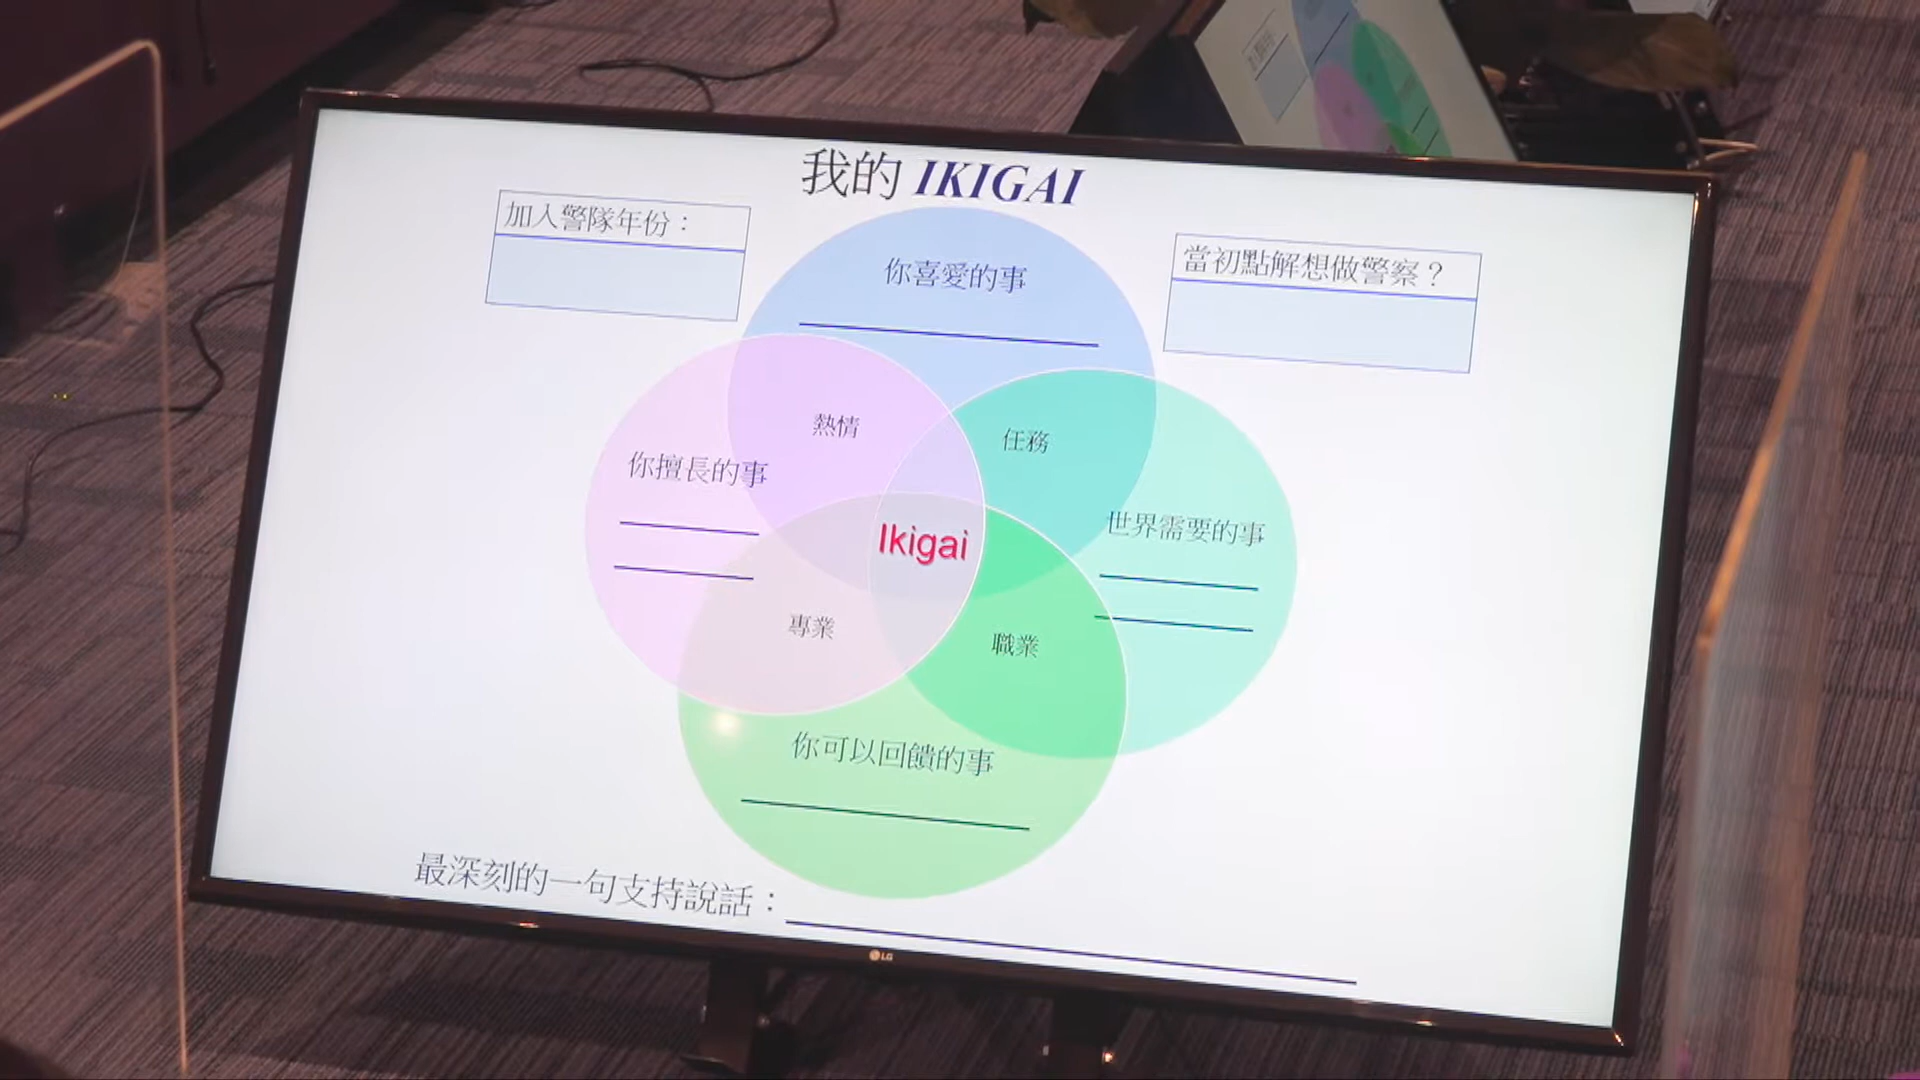 我的 IKIGAI
加入警隊年份：
當初點解想做警察？
你喜愛的事
熱情
任務
你擅長的事
世界需要的事
Ikigai
專業
職業
你可以回饋的事
最深刻的一句支持說話：
LG